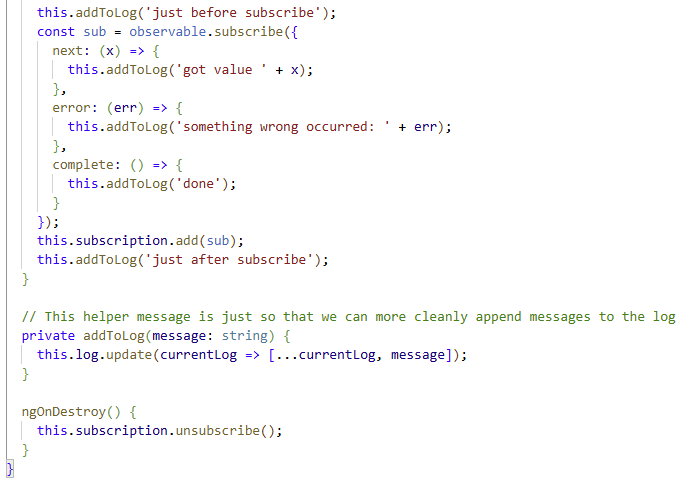 this.addToLog('just before subscribe');
const sub = observable.subscribe({
next: (x) => {
this.addToLog('got value ' + x);
},
error: (err) => {
this.addToLog('something wrong occurred: ' + err);
},
complete: () => {
this.addToLog('done');
}
});
this.subscription.add(sub);
this.addToLog('just after subscribe');
}
// This helper message is just so that we can more cleanly append messages to the log
private addToLog(message: string) {
this.log.update(currentLog => [...currentLog, message]);
}
ngOnDestroy() {
this.subscription.unsubscribe();
}
}